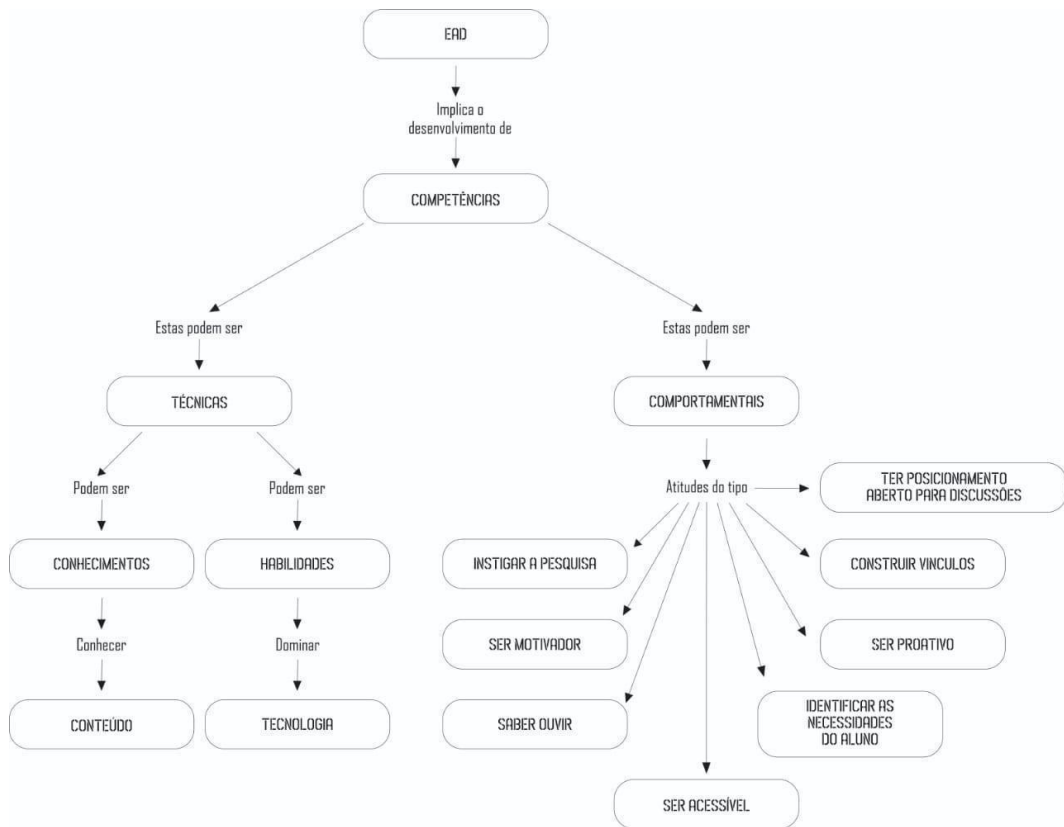 EAD
Implica o
desenvolvimento de
COMPETÊNCIAS
Estas podem ser
Estas podem ser
TÉCNICAS
COMPORTAMENTAIS
Podem ser
Podem ser
Atitudes do tipo
TER POSICIONAMENTO
ABERTO PARA DISCUSSÕES
CONHECIMENTOS
HABILIDADES
INSTIGAR A PESQUISA
CONSTRUIR VINCULOS
Conhecer
Dominar
SER MOTIVADOR
SER PROATIVO
CONTEÚDO
TECNOLOGIA
SABER OUVIR
IDENTIFICAR AS
NECESSIDADES
DO ALUNO
SER ACESSÍVEL